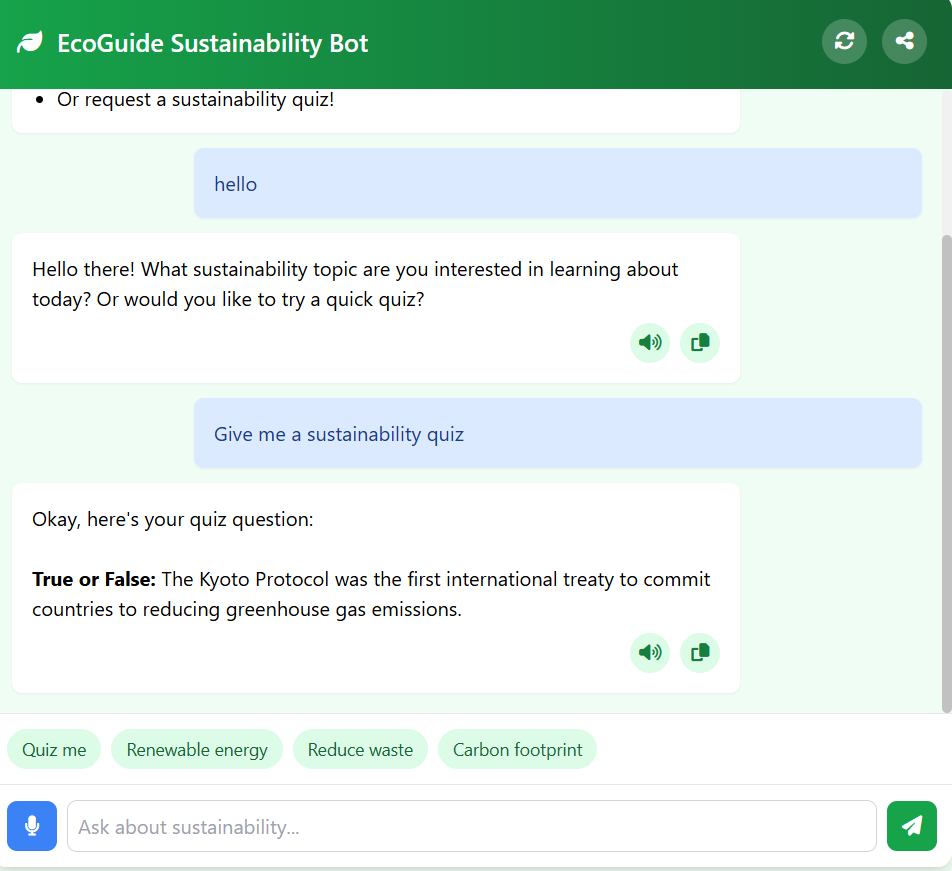 EcoGuide Sustainability Bot
Or request a sustainability quiz!
hello
Hello there! What sustainability topic are you interested in learning about
today? Or would you like to try a quick quiz?
Give me a sustainability quiz
Okay, here's your quiz question:
True or False: The Kyoto Protocol was the first international treaty to commit
countries to reducing greenhouse gas emissions.
Quiz me
Renewable energy
Reduce waste
Carbon footprint
Ask about sustainability...